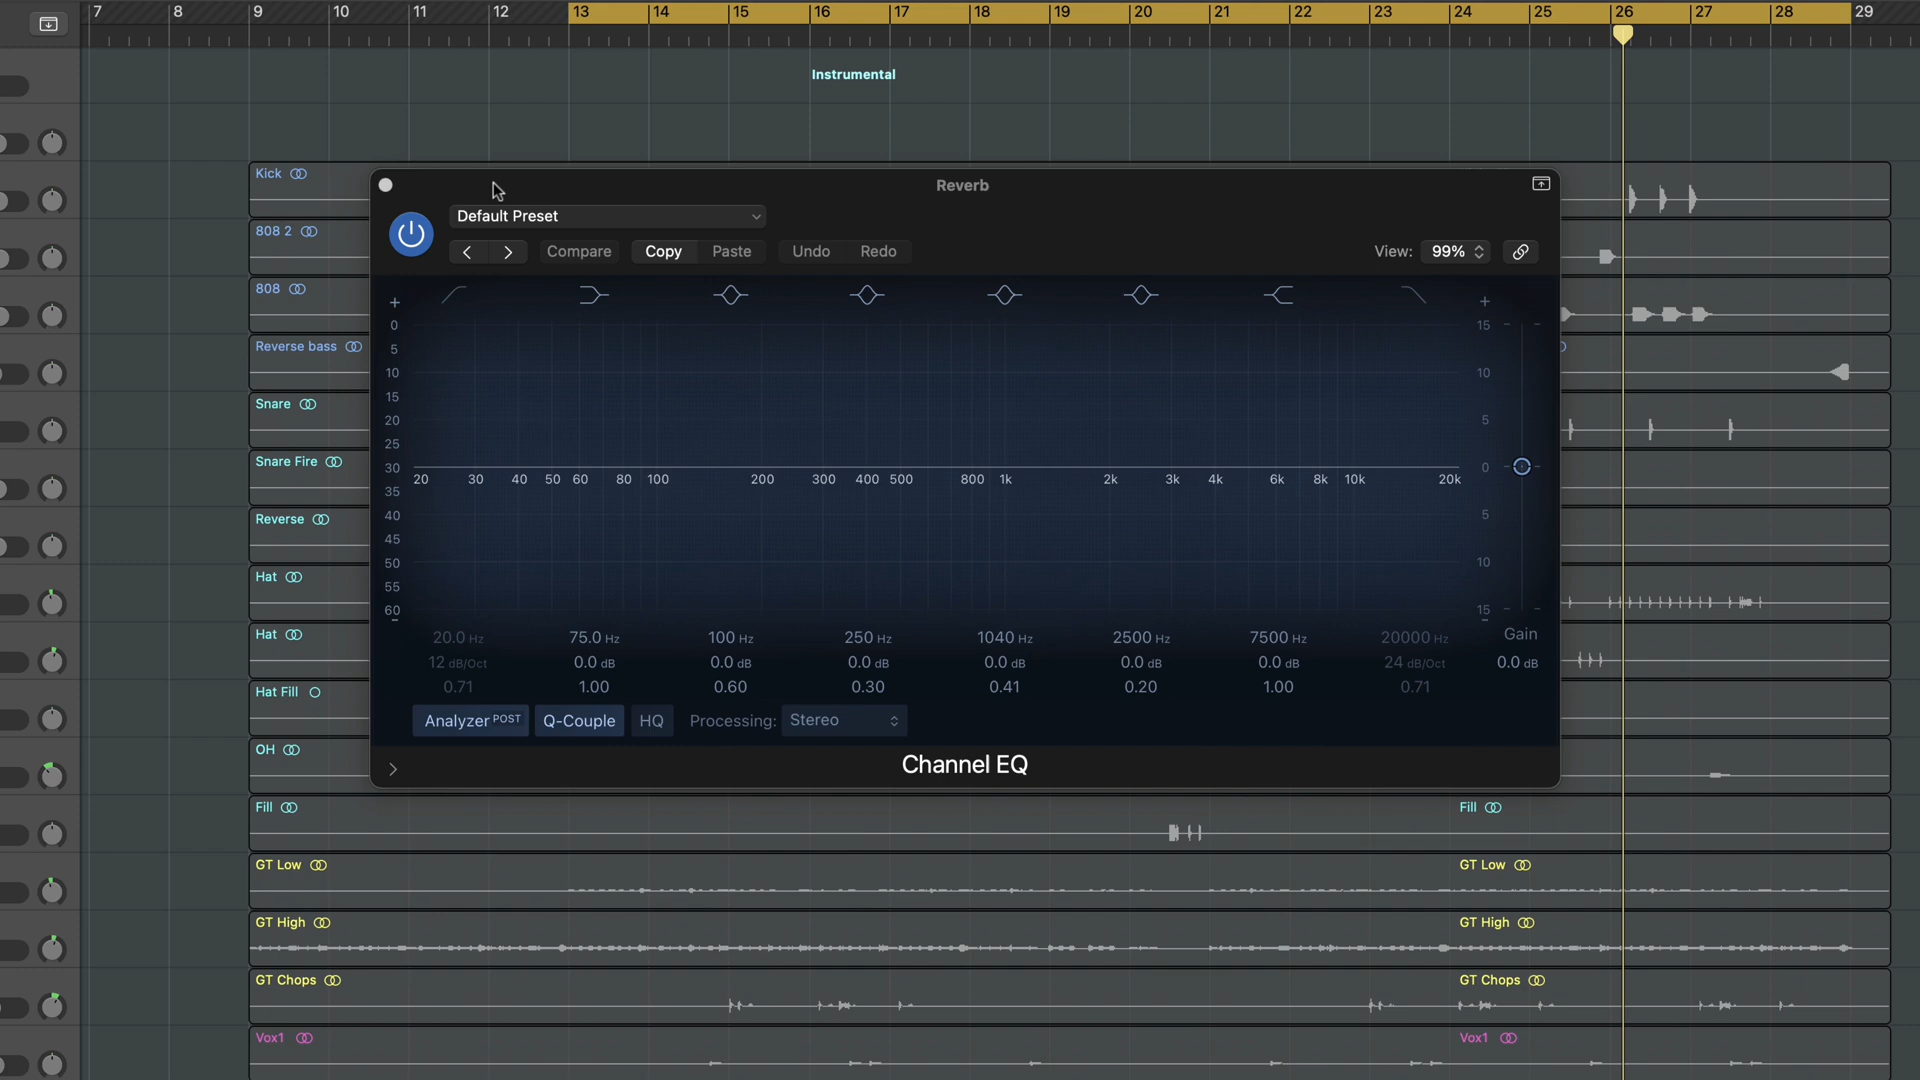 7 8 9 10 11 12 13 14 15 16 17 18 19 20 21 22 23 24 25 26 27 28 29
Instrumental
Kick
Reverb
Default Preset
808 2
Compare Copy Paste Undo Redo View: 99%
808
+ +
0 15
Reverse bass
5
10 10
15
Snare
20 5
25
Snare Fire
30 0
20 30 40 50 60 80 100 200 300 400 500 800 1k 2k 3k 4k 6k 8k 10k 20k
35
Reverse
40 5
45
50 10
Hat
55
60 15
Hat
20.0 Hz 75.0 Hz 100 Hz 250 Hz 1040 Hz 2500 Hz 7500 Hz 20000 Hz Gain
12 dB/Oct 0.0 dB 0.0 dB 0.0 dB 0.0 dB 0.0 dB 0.0 dB 24 dB/Oct 0.0 dB
0.71 1.00 0.60 0.30 0.41 0.20 1.00 0.71
Hat Fill
Analyzer POST Q-Couple HQ Processing: Stereo
OH
Channel EQ
Fill Fill
GT Low GT Low
GT High GT High
GT Chops GT Chops
Vox1 Vox1